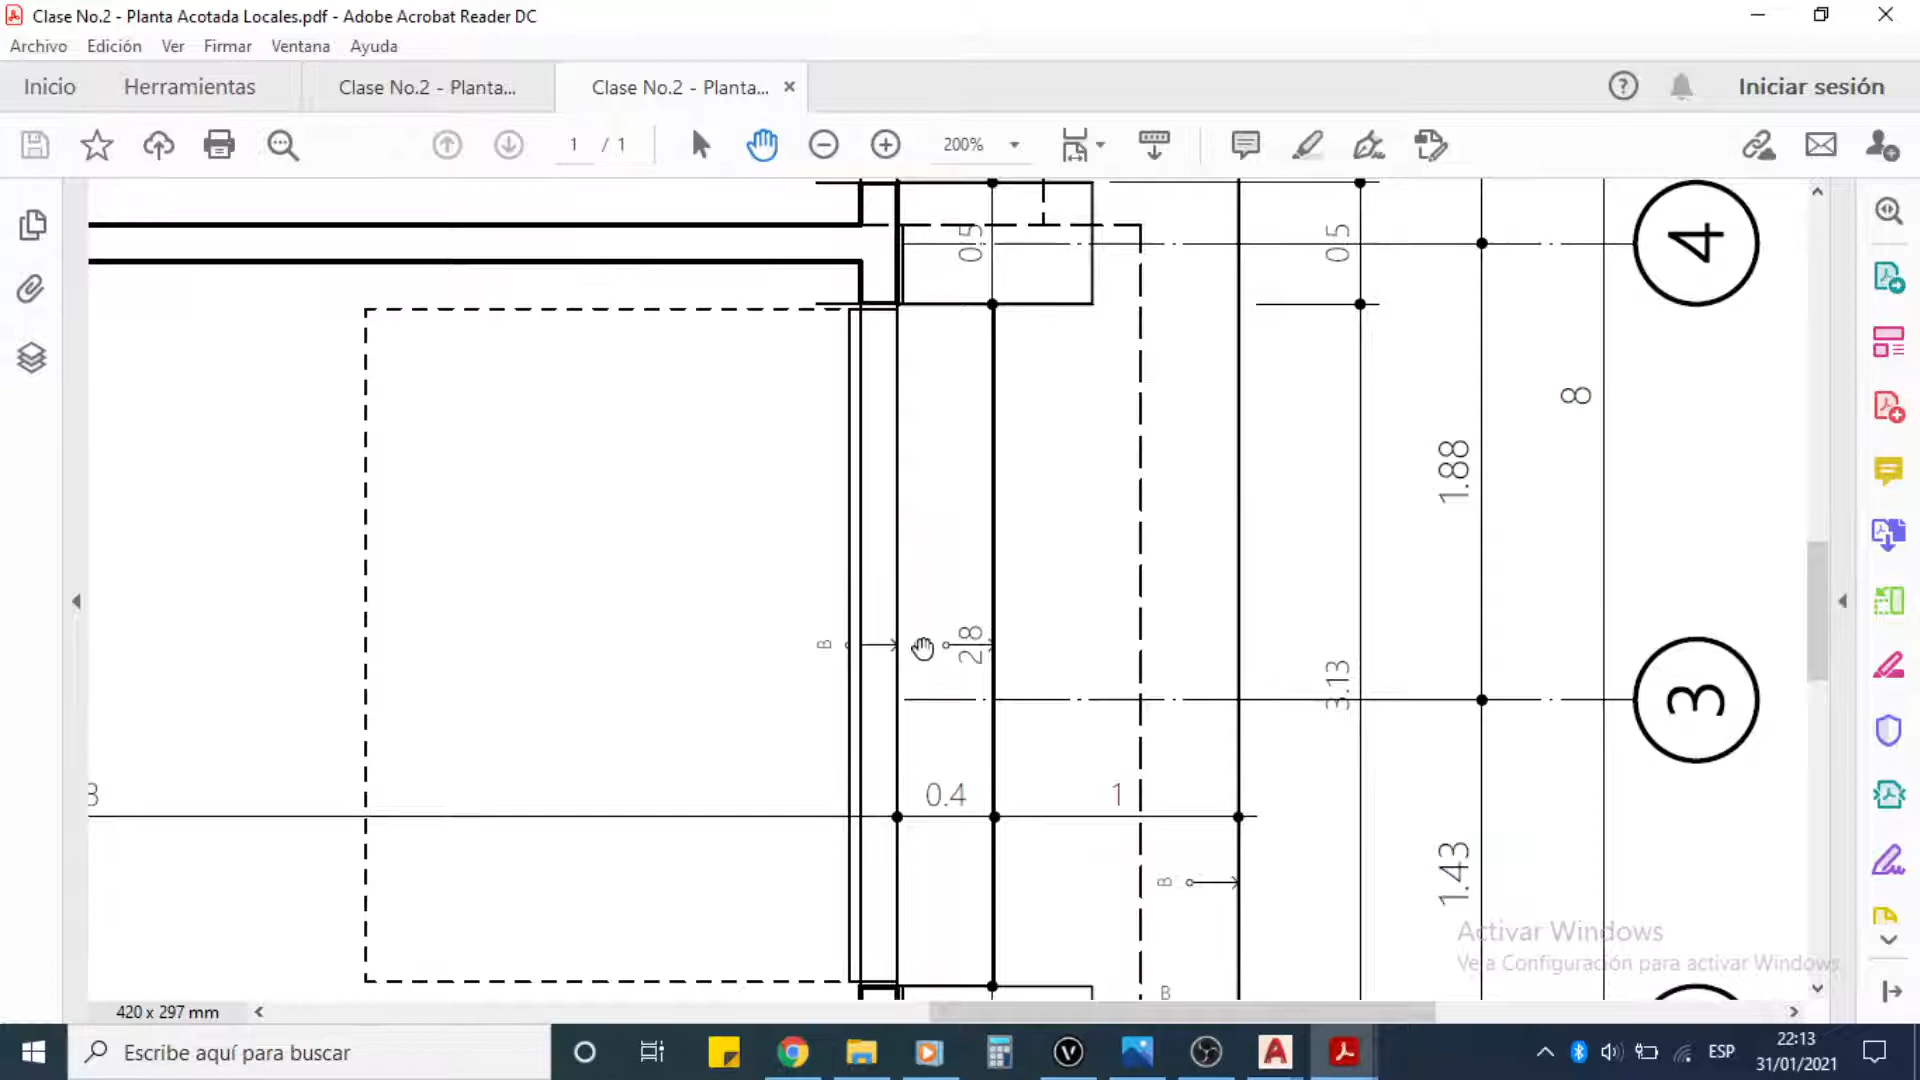 Clase No.2 - Planta Acotada Locales.pdf - Adobe Acrobat Reader DC
Archivo Edición Ver Firmar Ventana Ayuda
Inicio Herramientas Clase No.2 - Planta... Clase No.2 - Planta... Iniciar sesión
1 / 1 200%
0.5
0.5
4
8
1.88
B
2.8
3.13
3
3
0.4
1
1.43
B
B
Activar Windows
Ve a Configuración para activar Windows
420 x 297 mm
Escribe aquí para buscar
ESP
22:13
31/01/2021